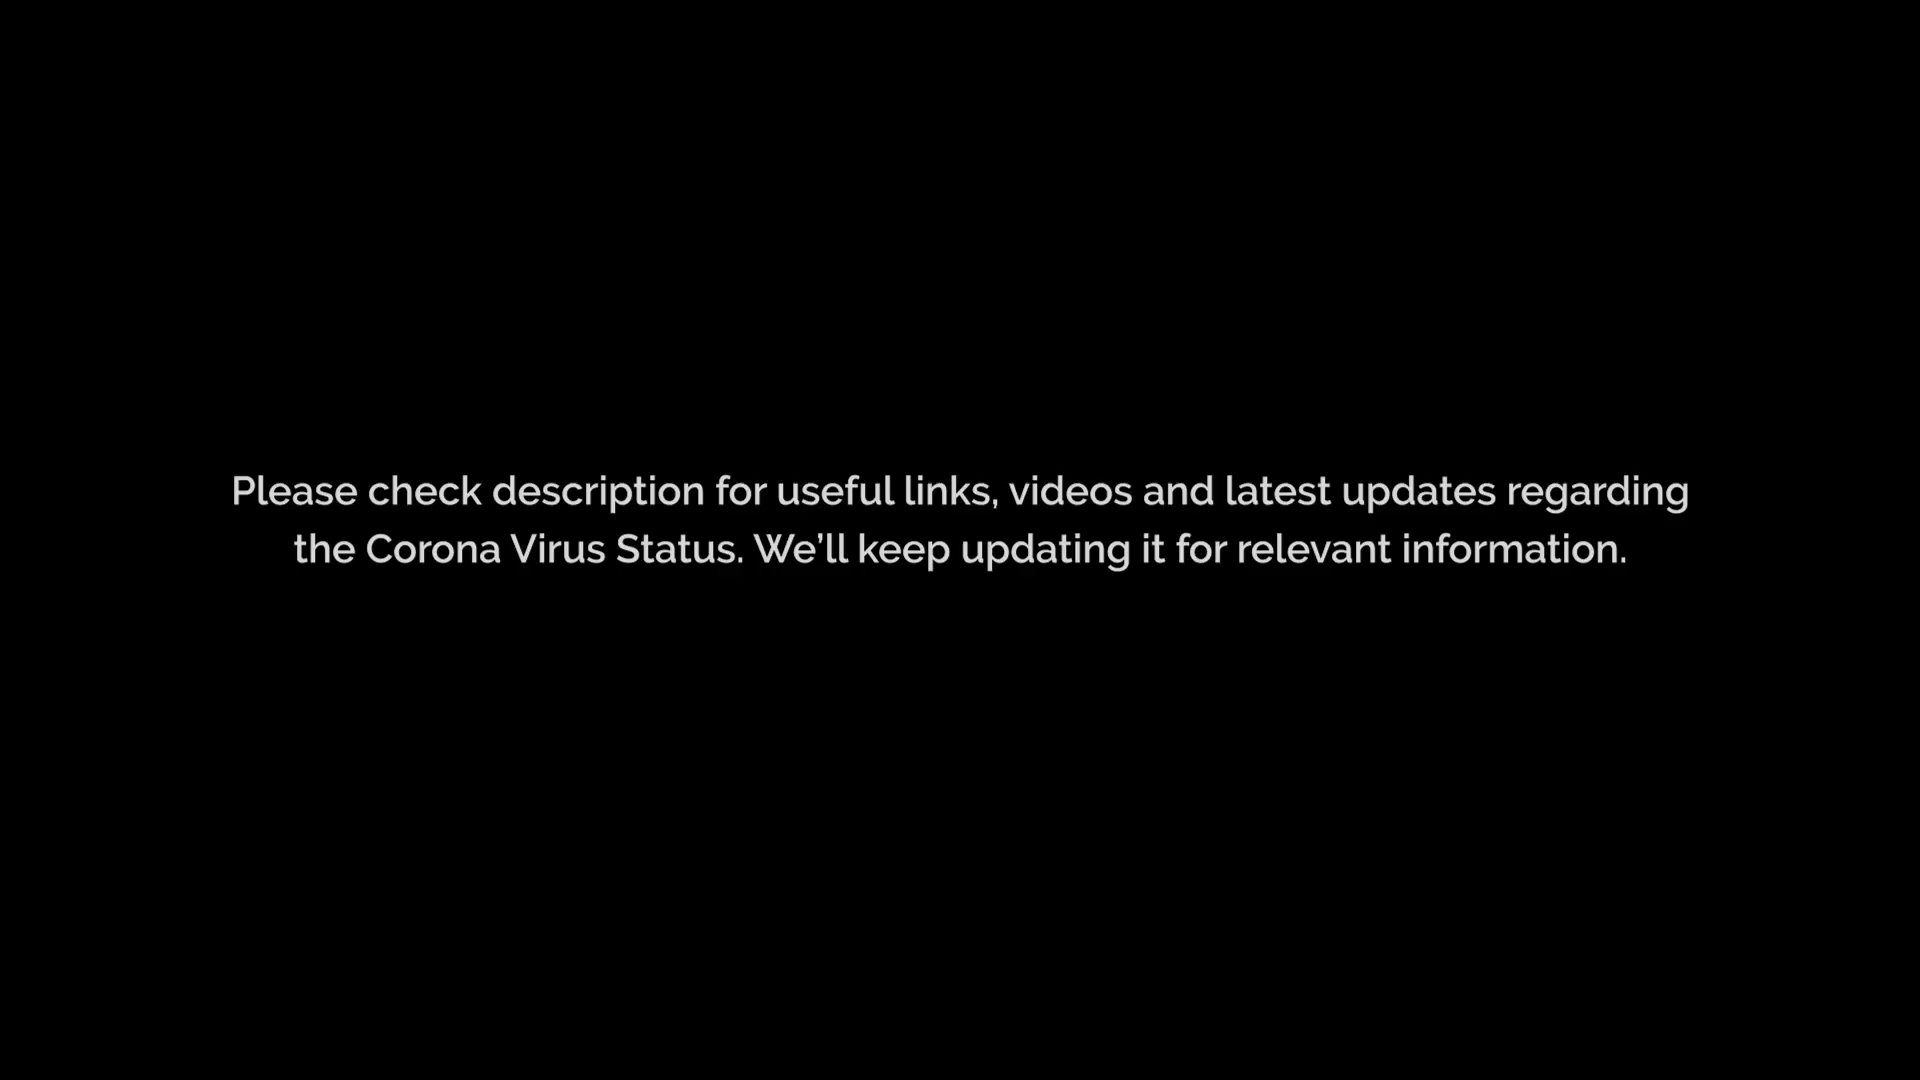 Please check description for useful links, videos and latest updates regarding
the Corona Virus Status. We’ll keep updating it for relevant information.